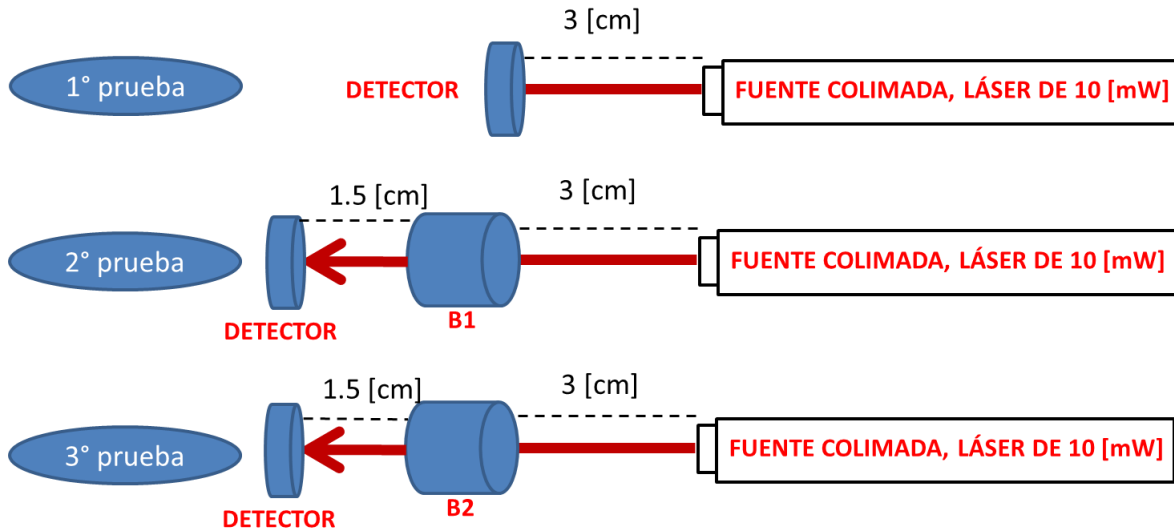 3 [cm]
1° prueba
DETECTOR
FUENTE COLIMADA, LÁSER DE 10 [mW]
1.5 [cm]
3 [cm]
2° prueba
FUENTE COLIMADA, LÁSER DE 10 [mW]
B1
DETECTOR
1.5 [cm]
3 [cm]
3° prueba
FUENTE COLIMADA, LÁSER DE 10 [mW]
B2
DETECTOR